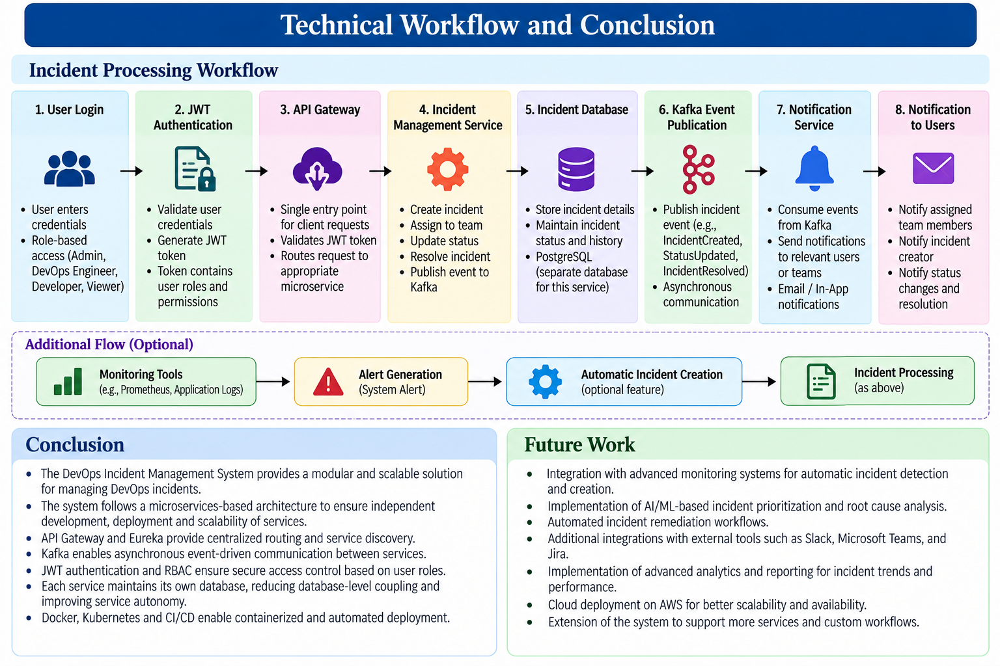 Technical Workflow and Conclusion
Incident Processing Workflow
1. User Login
User enters
credentials
Role-based
access (Admin,
DevOps Engineer,
Developer, Viewer)
2. JWT
Authentication
Validate user
credentials
Generate JWT
token
Token contains
user roles and
permissions
3. API Gateway
Single entry point
for client requests
Validates JWT token
Routes request to
appropriate
microservice
4. Incident
Management Service
Create incident
Assign to team
Update status
Resolve incident
Publish event to
Kafka
5. Incident Database
Store incident details
Maintain incident
status and history
PostgreSQL
(separate database
for this service)
6. Kafka Event
Publication
Publish incident
event (e.g.,
IncidentCreated,
StatusUpdated,
IncidentResolved)
Asynchronous
communication
7. Notification
Service
Consume events
from Kafka
Send notifications
to relevant users
or teams
Email / In-App
notifications
8. Notification
to Users
Notify assigned
team members
Notify incident
creator
Notify status
changes and
resolution
Additional Flow (Optional)
Monitoring Tools
(e.g., Prometheus, Application Logs)
Alert Generation
(System Alert)
Automatic Incident Creation
(optional feature)
Incident Processing
(as above)
Conclusion
The DevOps Incident Management System provides a modular and scalable solution
for managing DevOps incidents.
The system follows a microservices-based architecture to ensure independent
development, deployment and scalability of services.
API Gateway and Eureka provide centralized routing and service discovery.
Kafka enables asynchronous event-driven communication between services.
JWT authentication and RBAC ensure secure access control based on user roles.
Each service maintains its own database, reducing database-level coupling and
improving service autonomy.
Docker, Kubernetes and CI/CD enable containerized and automated deployment.
Future Work
Integration with advanced monitoring systems for automatic incident detection
and creation.
Implementation of AI/ML-based incident prioritization and root cause analysis.
Automated incident remediation workflows.
Additional integrations with external tools such as Slack, Microsoft Teams, and
Jira.
Implementation of advanced analytics and reporting for incident trends and
performance.
Cloud deployment on AWS for better scalability and availability.
Extension of the system to support more services and custom workflows.